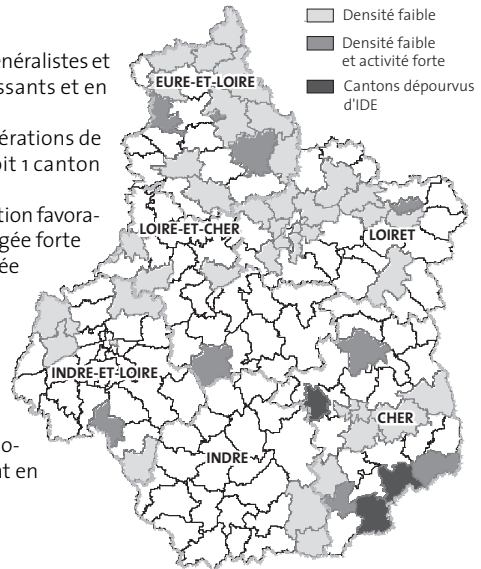 Densité faible
Densité faible
et activité forte
Cantons dépourvus
d'IDE
énéralistes et
ssants et en
érations de
oit 1 canton
tion favora-
gée forte
ée
o-
t en
EURE-ET-LOIRE
LOIRE-ET-CHER
LOIRET
INDRE-ET-LOIRE
CHER
INDRE